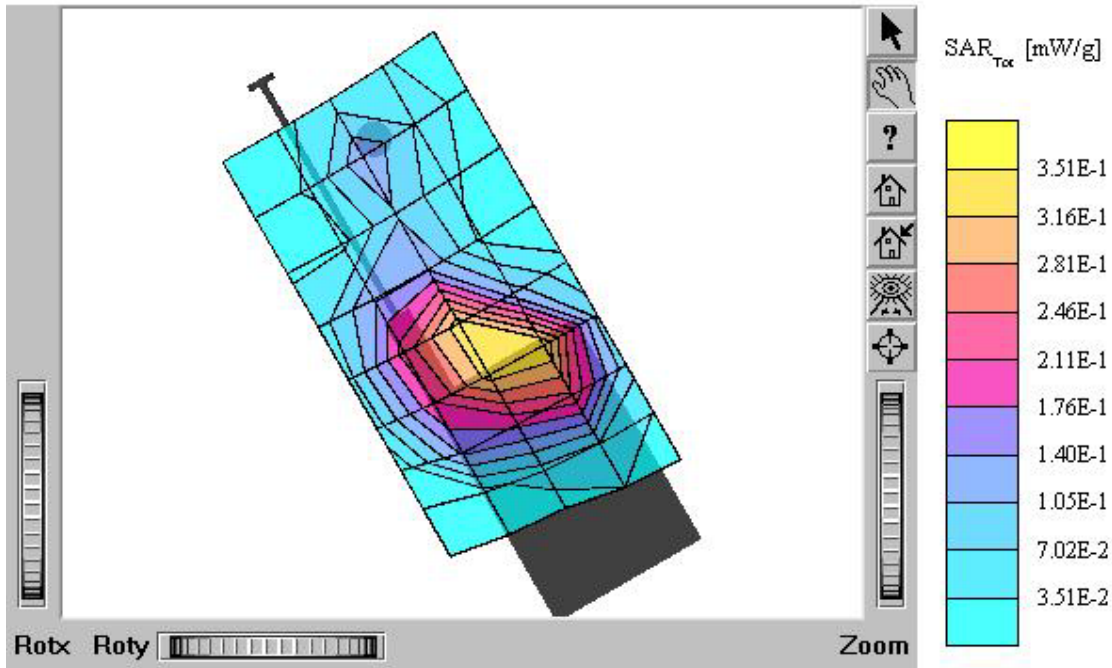 SAR_Tot [mW/g]
?
3.51E-1
3.16E-1
2.81E-1
2.46E-1
2.11E-1
1.76E-1
1.40E-1
1.05E-1
7.02E-2
3.51E-2
Rotx Roty Zoom